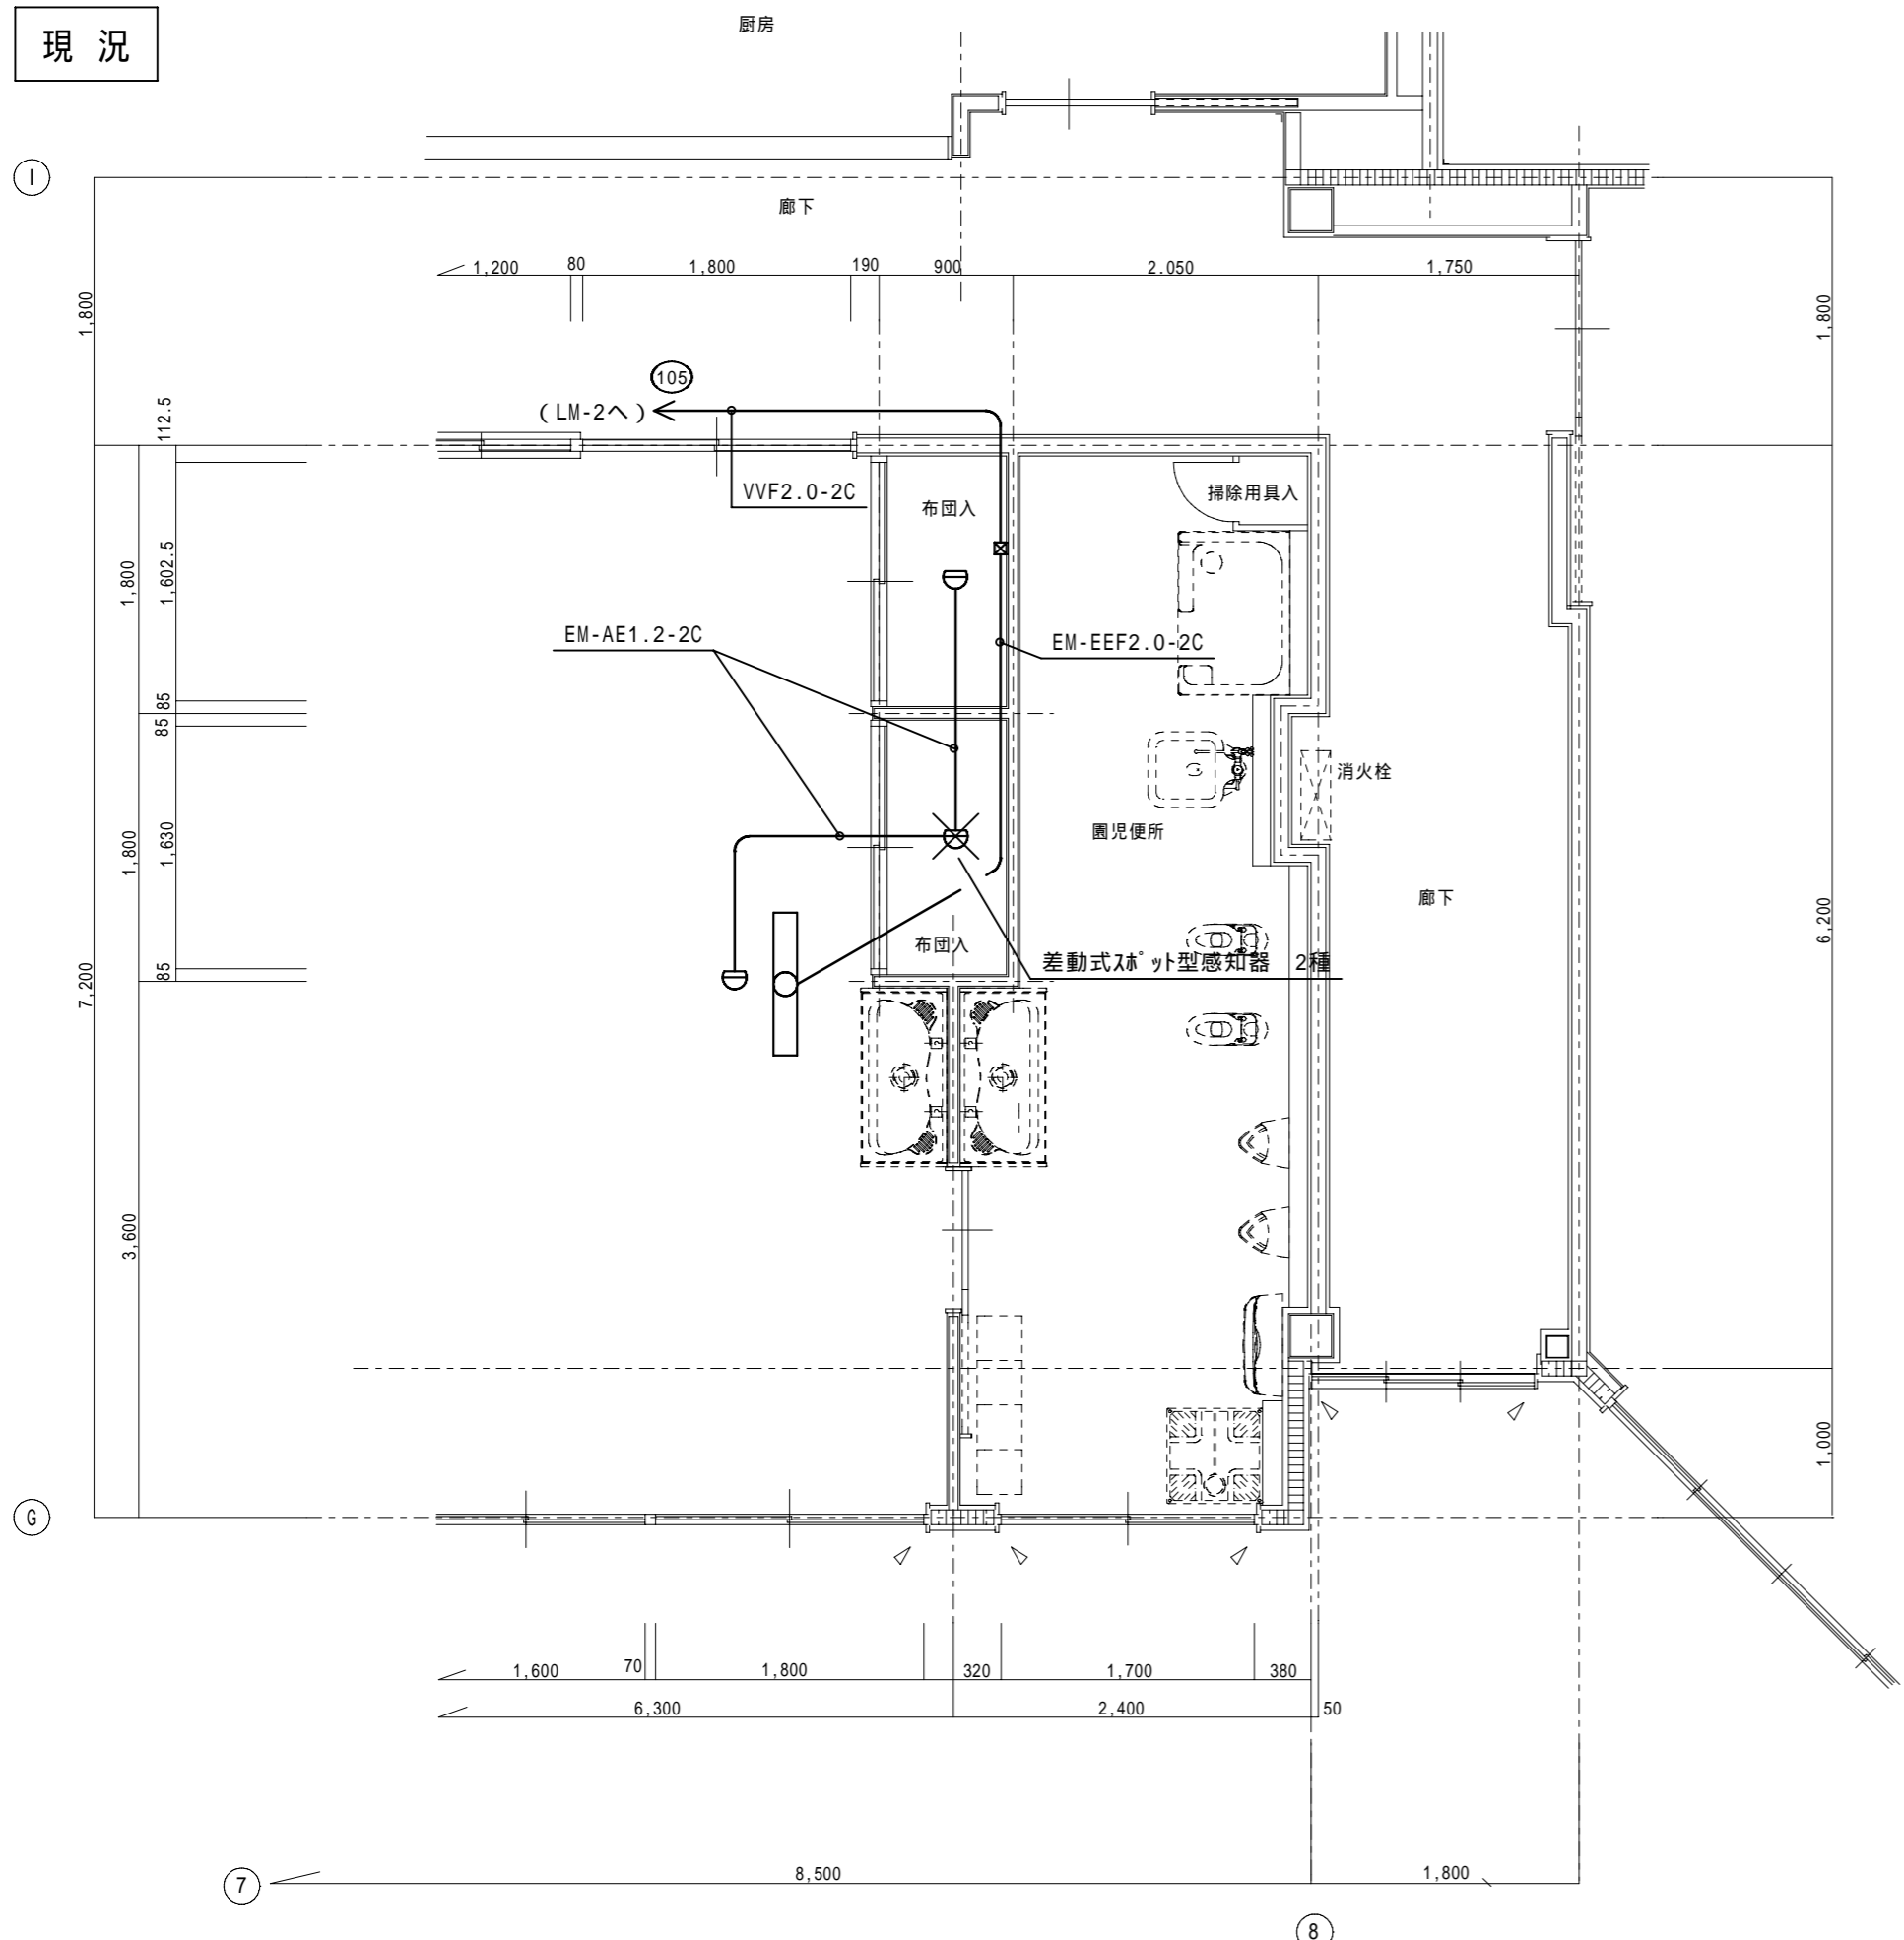 現 況
厨房
I
廊下
1,200
80
1,800
190
900
2.050
1,750
1,800
1,800
105
(LM-2へ)
112.5
VVF2.0-2C
布団入
掃除用具入
1,800
1,602.5
EM-AE1.2-2C
EM-EEF2.0-2C
85
85
消火栓
園児便所
1,800
1,630
廊下
6,200
布団入
差動式ｽﾎﾟｯﾄ型感知器 2種
85
7,200
3,600
1,000
G
1,600
70
1,800
320
1,700
380
6,300
2,400
50
7
8,500
1,800
8